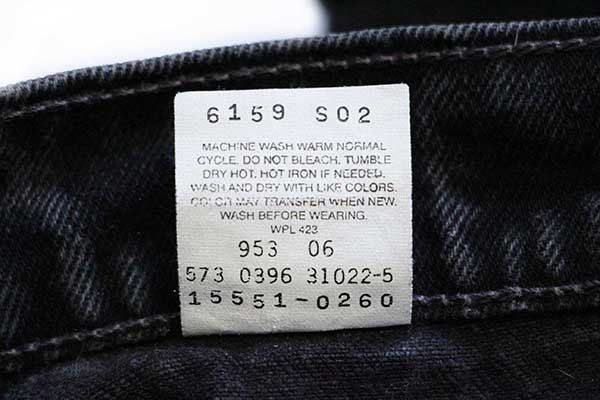 6159 S02
MACHINE WASH WARM NORMAL
CYCLE. DO NOT BLEACH. TUMBLE
DRY HOT. HOT IRON IF NEEDED.
WASH AND DRY WITH LIKE COLORS.
COLOR MAY TRANSFER WHEN NEW.
WASH BEFORE WEARING.
WPL 423
953 06
573 0396 31022-5
15551-0260